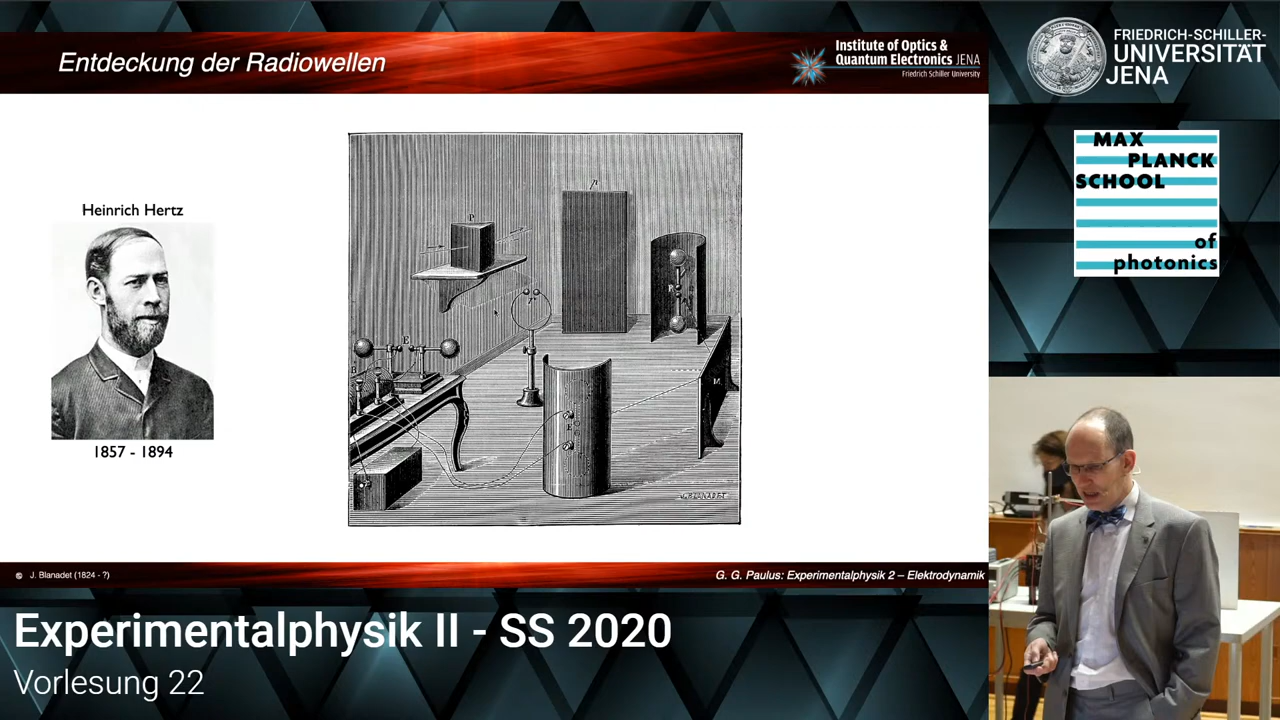 Entdeckung der Radiowellen
Institute of Optics &
Quantum Electronics JENA
Friedrich Schiller University
Heinrich Hertz
1857 - 1894
P
E
M.
J. BLANADET.
J. Blanadet (1824 - ?)
G. G. Paulus: Experimentalphysik 2 – Elektrodynamik
FRIEDRICH-SCHILLER-
UNIVERSITÄT
JENA
MAX
PLANCK
SCHOOL
of
photonics
Experimentalphysik II - SS 2020
Vorlesung 22